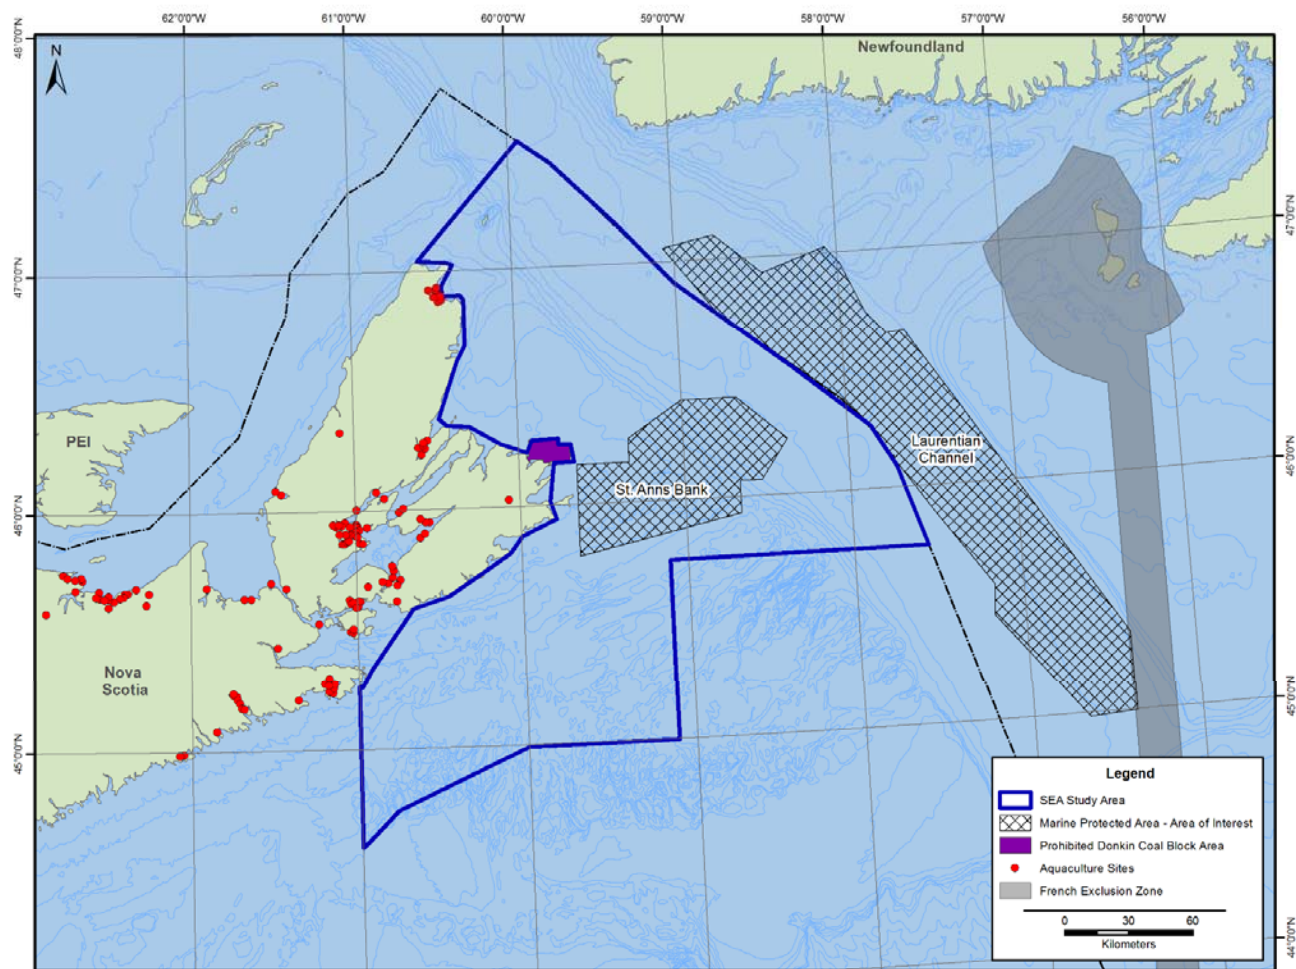 62°0'0"W 61°0'0"W 60°0'0"W 59°0'0"W 58°0'0"W 57°0'0"W 56°0'0"W
48°0'0"N
N
Newfoundland
47°0'0"N
47°0'0"N
PEI
Laurentian
Channel
46°0'0"N
St. Anns Bank
46°0'0"N
Nova
Scotia
45°0'0"N
45°0'0"N
Legend
SEA Study Area
Marine Protected Area - Area of Interest
Prohibited Donkin Coal Block Area
Aquaculture Sites
French Exclusion Zone
0 30 60
Kilometers
44°0'0"N